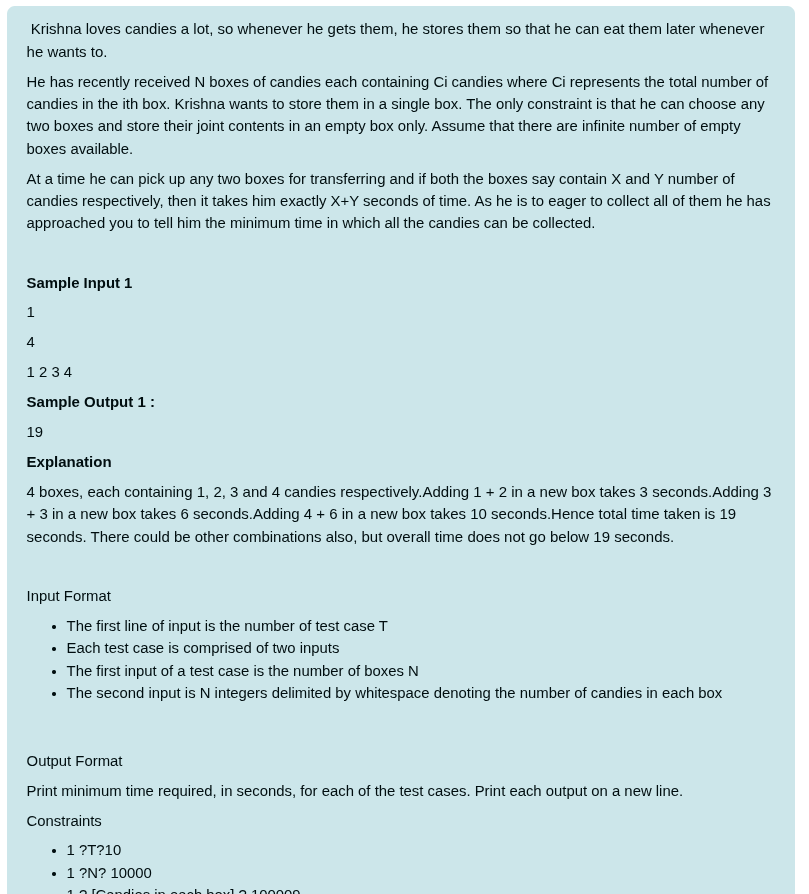 Krishna loves candies a lot, so whenever he gets them, he stores them so that he can eat them later whenever
he wants to.
He has recently received N boxes of candies each containing Ci candies where Ci represents the total number of
candies in the ith box. Krishna wants to store them in a single box. The only constraint is that he can choose any
two boxes and store their joint contents in an empty box only. Assume that there are infinite number of empty
boxes available.
At a time he can pick up any two boxes for transferring and if both the boxes say contain X and Y number of
candies respectively, then it takes him exactly X+Y seconds of time. As he is to eager to collect all of them he has
approached you to tell him the minimum time in which all the candies can be collected.
Sample Input 1
1
4
1 2 3 4
Sample Output 1 :
19
Explanation
4 boxes, each containing 1, 2, 3 and 4 candies respectively.Adding 1 + 2 in a new box takes 3 seconds.Adding 3
+ 3 in a new box takes 6 seconds.Adding 4 + 6 in a new box takes 10 seconds.Hence total time taken is 19
seconds. There could be other combinations also, but overall time does not go below 19 seconds.
Input Format
• The first line of input is the number of test case T
• Each test case is comprised of two inputs
• The first input of a test case is the number of boxes N
• The second input is N integers delimited by whitespace denoting the number of candies in each box
Output Format
Print minimum time required, in seconds, for each of the test cases. Print each output on a new line.
Constraints
• 1 ?T?10
• 1 ?N? 10000
• 1 ? [Candies in each box] ?